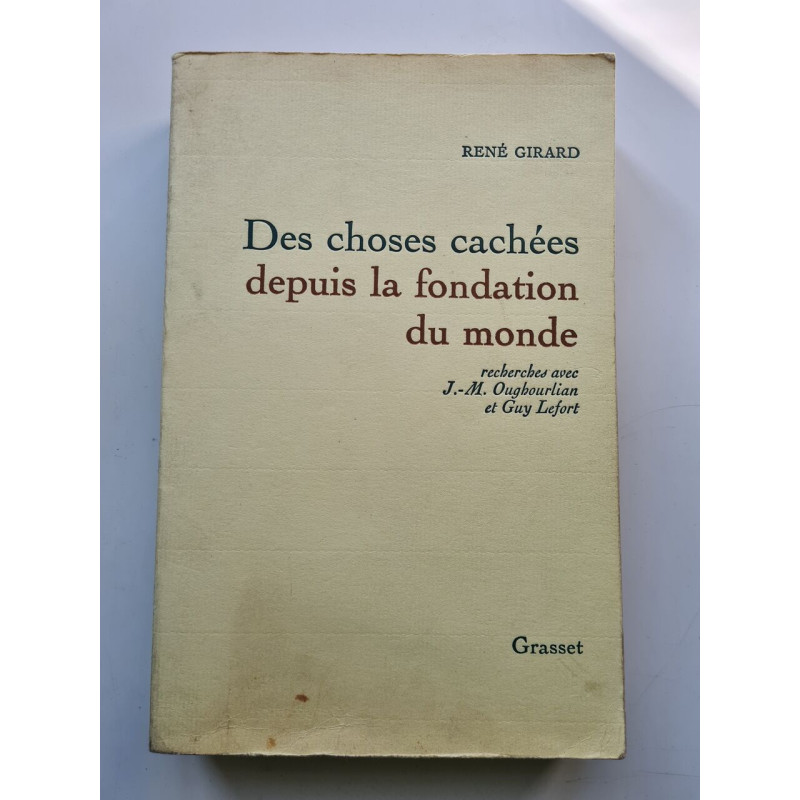 RENÉ GIRARD
Des choses cachées
depuis la fondation
du monde
recherches avec
J.-M. Oughourlian
et Guy Lefort
Grasset